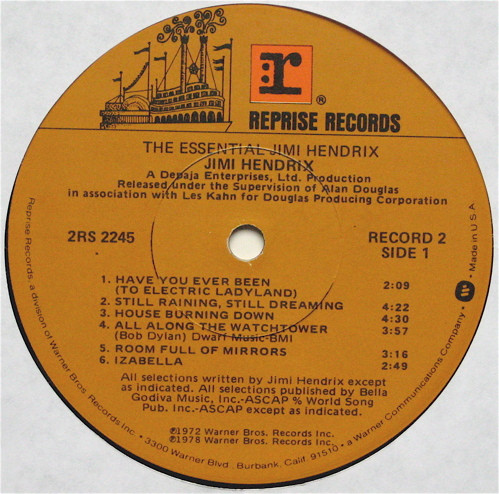 r
®
REPRISE RECORDS
THE ESSENTIAL JIMI HENDRIX
JIMI HENDRIX
A Depaja Enterprises, Ltd. Production
Released under the Supervision of Alan Douglas
in association with Les Kahn for Douglas Producing Corporation
2RS 2245
RECORD 2
SIDE 1
1. HAVE YOU EVER BEEN
(TO ELECTRIC LADYLAND) 2:09
2. STILL RAINING, STILL DREAMING 4:22
3. HOUSE BURNING DOWN 4:30
4. ALL ALONG THE WATCHTOWER 3:57
(Bob Dylan) Dwarf Music-BMI
5. ROOM FULL OF MIRRORS 3:16
6. IZABELLA 2:49
All selections written by Jimi Hendrix except
as indicated. All selections published by Bella
Godiva Music, Inc.-ASCAP % World Song
Pub. Inc.-ASCAP except as indicated.
℗1972 Warner Bros. Records Inc.
℗1978 Warner Bros. Records Inc.
Reprise Records, a division of Warner Bros. Records Inc. • 3300 Warner Blvd., Burbank, Calif. 91510 • a Warner Communications Company • Made in U.S.A.